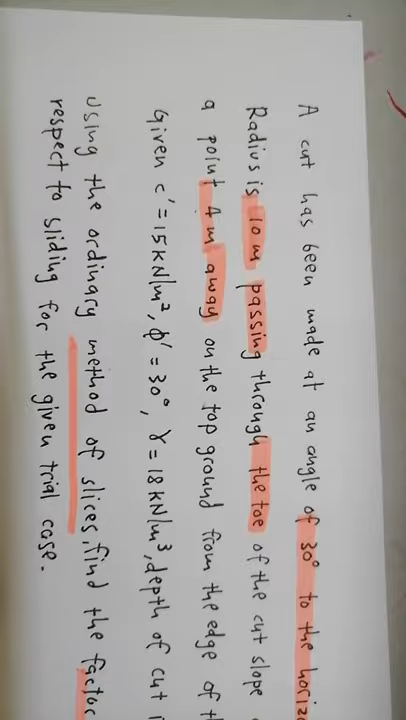 A cut has been made at an angle of 30° to the horiz
Radius is 10 m passing through the toe of the cut slope
a point 4 m away on the top ground from the edge of th
Given c' = 15 kN/m², φ' = 30°, γ = 18 kN/m³, depth of cut i
Using the ordinary method of slices, find the factor
respect to sliding for the given trial case.